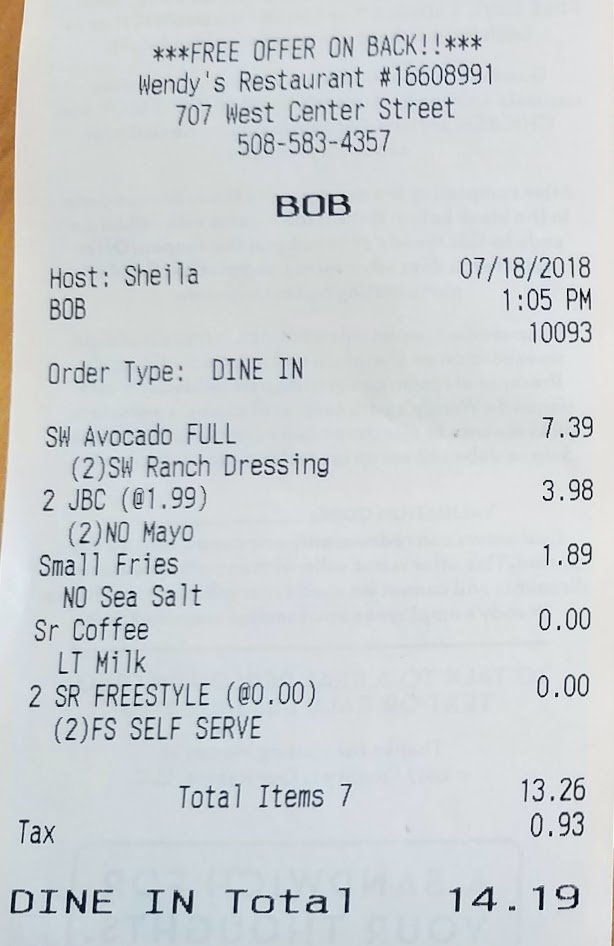 ***FREE OFFER ON BACK!!***
Wendy's Restaurant #16608991
707 West Center Street
508-583-4357
BOB
Host: Sheila 07/18/2018
BOB 1:05 PM
10093
Order Type: DINE IN
SW Avocado FULL 7.39
(2)SW Ranch Dressing
2 JBC (@1.99) 3.98
(2)NO Mayo
Small Fries 1.89
NO Sea Salt
Sr Coffee 0.00
LT Milk
2 SR FREESTYLE (@0.00) 0.00
(2)FS SELF SERVE
Total Items 7 13.26
Tax 0.93
DINE IN Total 14.19